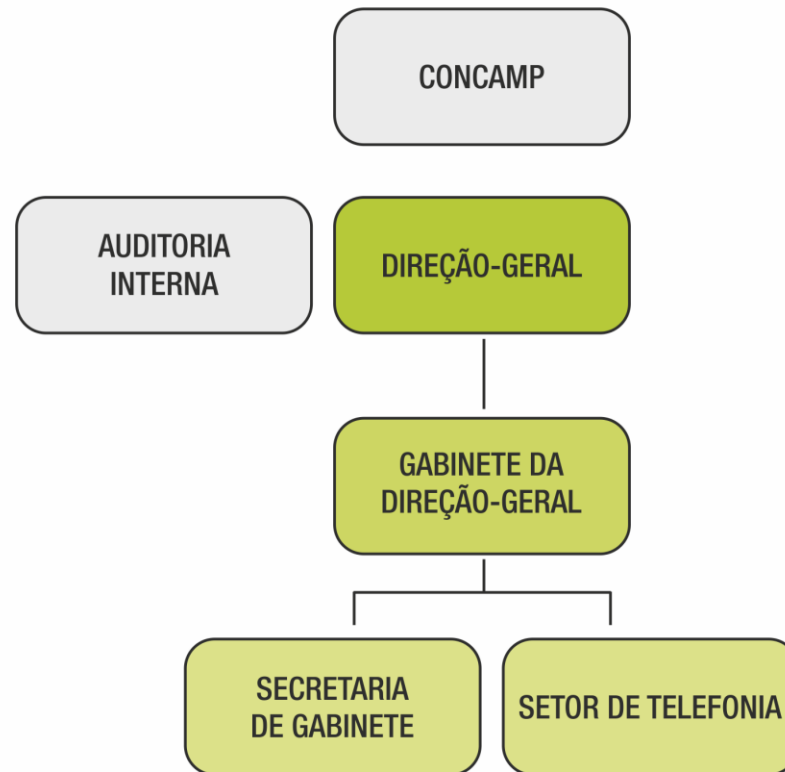 CONCAMP
AUDITORIA
INTERNA
DIREÇÃO-GERAL
GABINETE DA
DIREÇÃO-GERAL
SECRETARIA
DE GABINETE
SETOR DE TELEFONIA